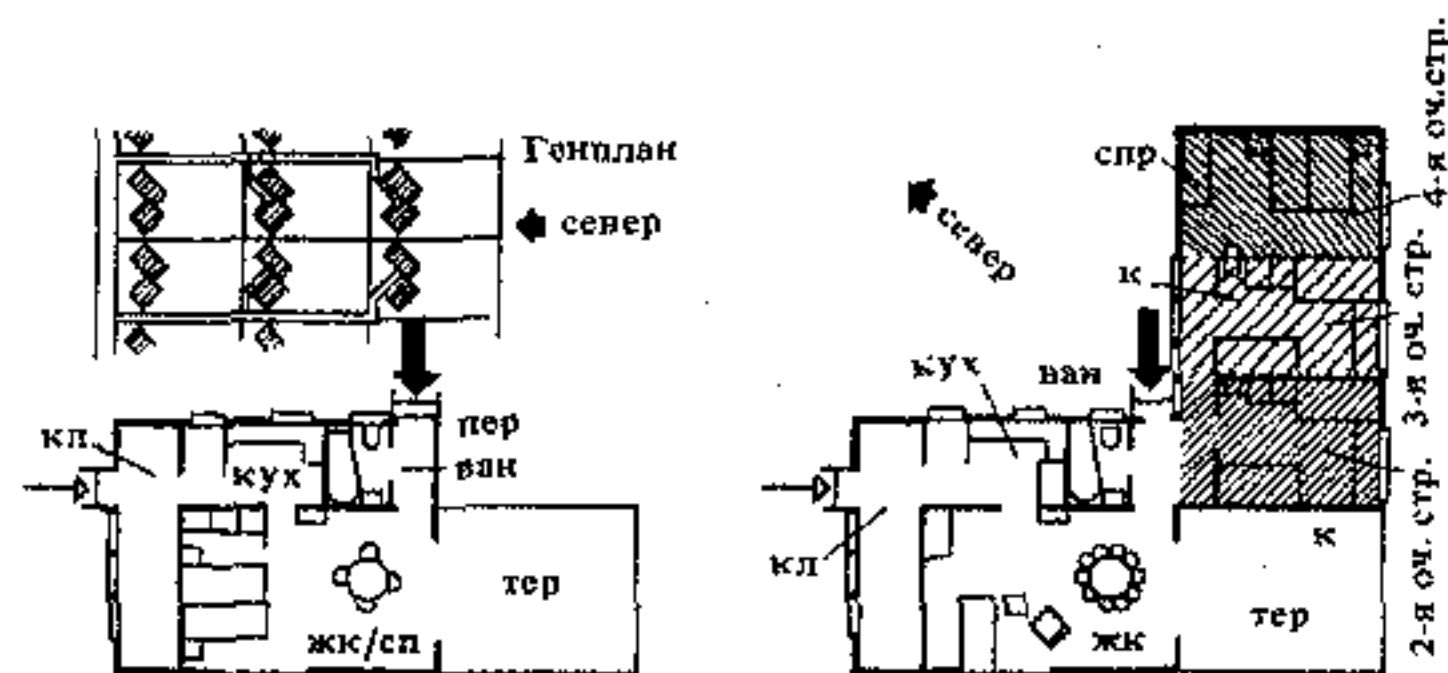 Генплан
север
кл
кух
пер
ван
жк/сп
тер
север
спр
к
кух
ван
кл
жк
тер
к
2-я оч. стр.
3-я оч. стр.
4-я оч.стр.